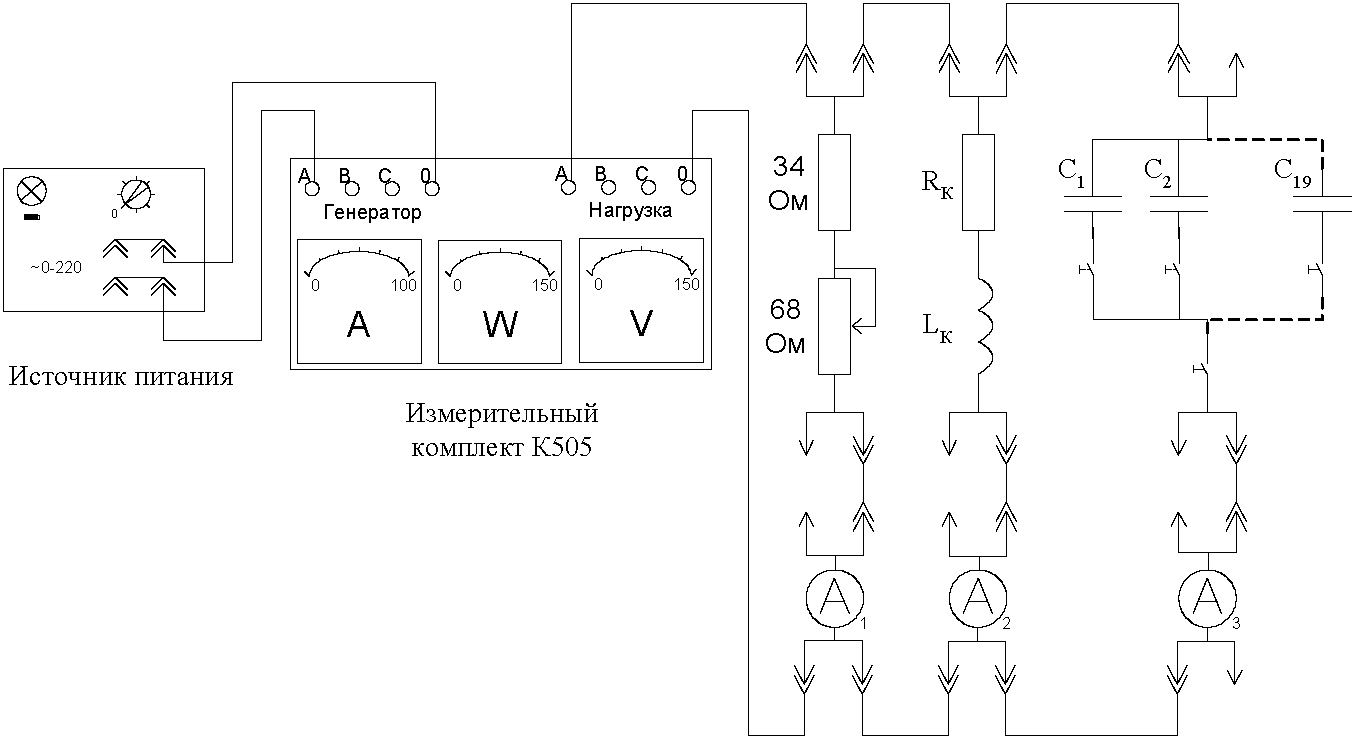 A B C 0
Генератор
A B C 0
Нагрузка
0
~0-220
0 100
A
0 150
W
0 150
V
Источник питания
Измерительный
комплект К505
34
Ом
68
Ом
RК
LК
C1
C2
C19
A1
A2
A3